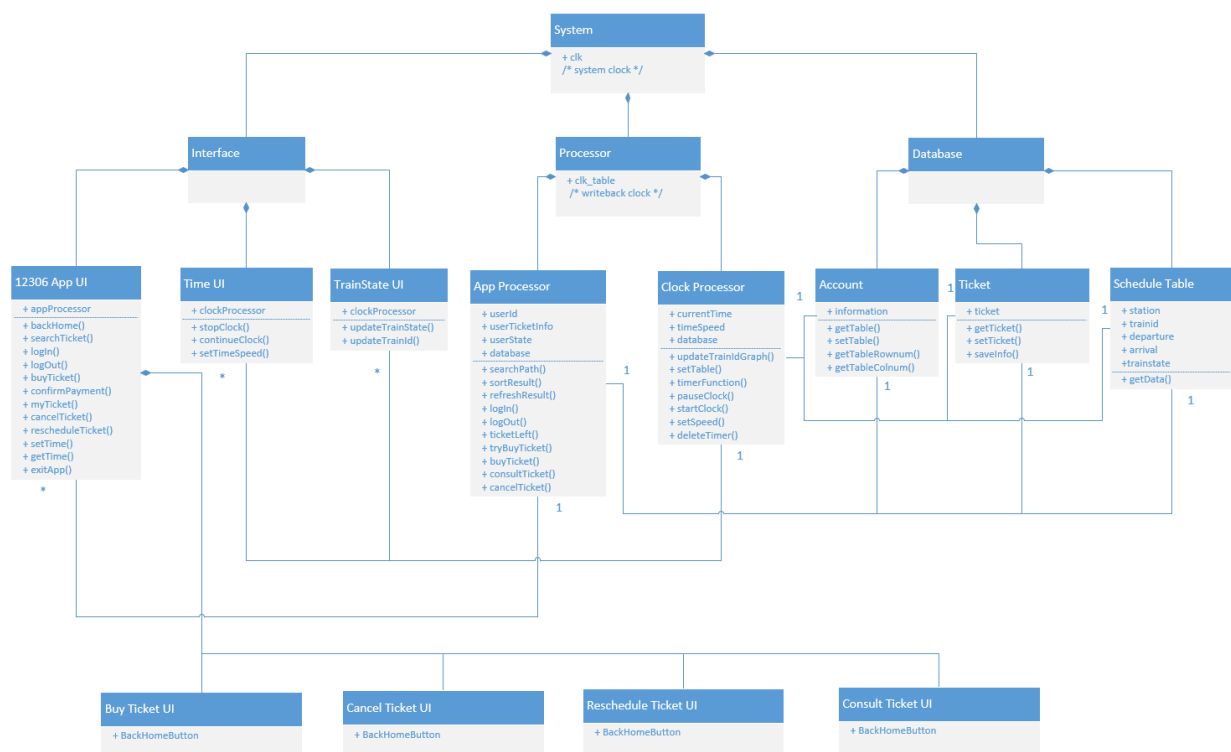 System
+ clk
/* system clock */
Interface
Processor
+ clk_table
/* writeback clock */
Database
12306 App UI
+ appProcessor
+ backHome()
+ searchTicket()
+ logIn()
+ logOut()
+ buyTicket()
+ confirmPayment()
+ myTicket()
+ cancelTicket()
+ rescheduleTicket()
+ setTime()
+ getTime()
+ exitApp()
*
Time UI
+ clockProcessor
+ stopClock()
+ continueClock()
+ setTimeSpeed()
*
TrainState UI
+ clockProcessor
+ updateTrainState()
+ updateTrainId()
*
App Processor
+ userId
+ userTicketInfo
+ userState
+ database
+ searchPath()
+ sortResult()
+ refreshResult()
+ logIn()
+ logOut()
+ ticketLeft()
+ tryBuyTicket()
+ buyTicket()
+ consultTicket()
+ cancelTicket()
1
1
Clock Processor
+ currentTime
+ timeSpeed
+ database
+ updateTrainIdGraph()
+ setTable()
+ timerFunction()
+ pauseClock()
+ startClock()
+ setSpeed()
+ deleteTimer()
1
1
Account
+ information
+ getTable()
+ setTable()
+ getTableRownum()
+ getTableColnum()
1
1
Ticket
+ ticket
+ getTicket()
+ setTicket()
+ saveInfo()
1
1
Schedule Table
+ station
+ trainid
+ departure
+ arrival
+trainstate
+ getData()
1
Buy Ticket UI
+ BackHomeButton
Cancel Ticket UI
+ BackHomeButton
Reschedule Ticket UI
+ BackHomeButton
Consult Ticket UI
+ BackHomeButton